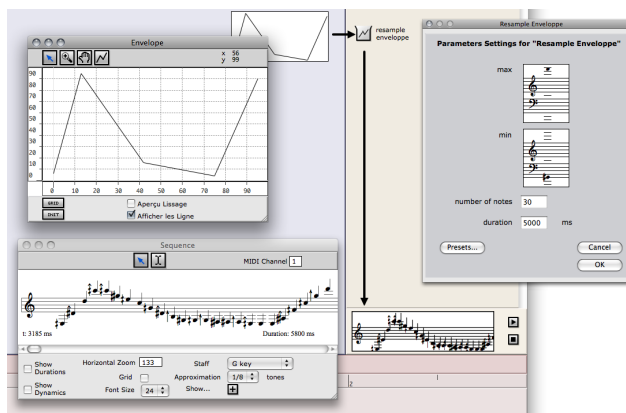 Envelope
x 56
y 99
90
80
70
60
50
40
30
20
10
0
0 10 20 30 40 50 60 70 80 90
GRID
INIT
Aperçu Lissage
Afficher les Ligne
resample
enveloppe
Resample Enveloppe
Parameters Settings for "Resample Enveloppe"
max
min
number of notes 30
duration 5000 ms
Presets...
Cancel
OK
Sequence
MIDI Channel 1
t: 3185 ms
Duration: 5800 ms
Show
Durations
Horizontal Zoom 133
Staff G key
Grid
Approximation 1/8 tones
Show
Dynamics
Font Size 24
Show...
2